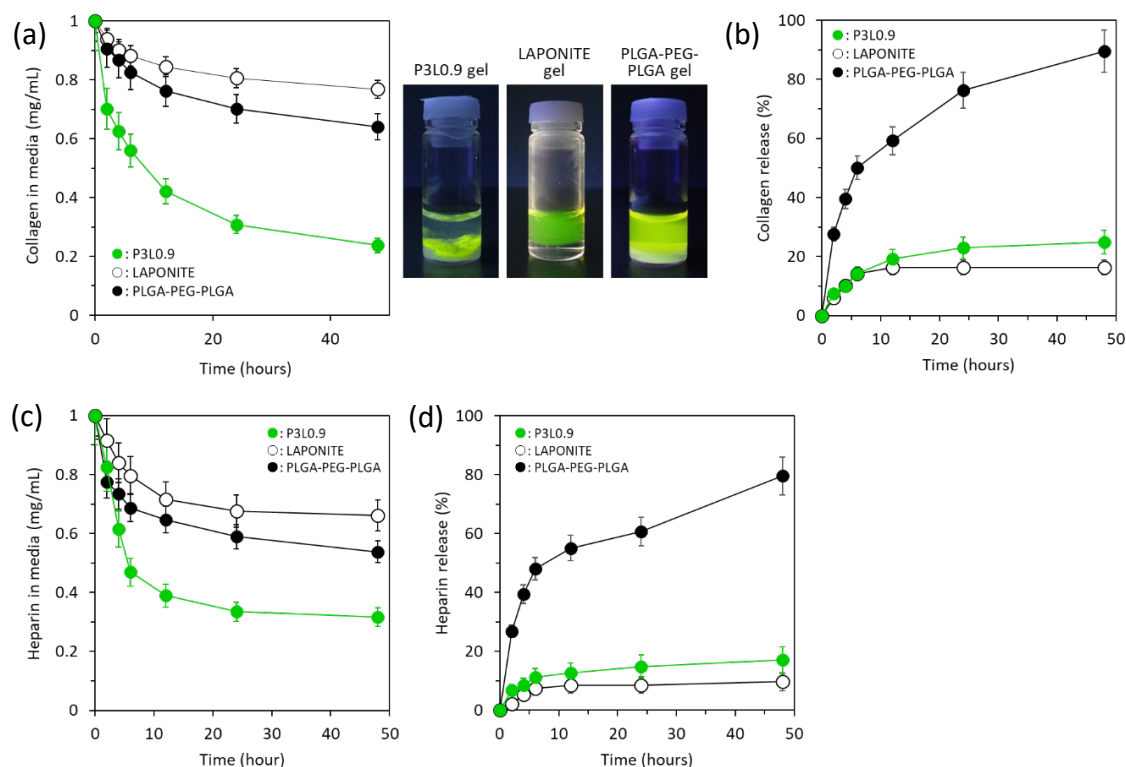 (a)
Collagen in media (mg/mL)
1
0.8
0.6
0.4
0.2
0
: P3L0.9
: LAPONITE
: PLGA-PEG-PLGA
0
20
40
Time (hours)
P3L0.9 gel
LAPONITE
gel
PLGA-PEG-
PLGA gel
(b)
Collagen release (%)
100
80
60
40
20
0
: P3L0.9
: LAPONITE
: PLGA-PEG-PLGA
0
10
20
30
40
50
Time (hours)
(c)
Heparin in media (mg/mL)
1
0.8
0.6
0.4
0.2
0
: P3L0.9
: LAPONITE
: PLGA-PEG-PLGA
0
10
20
30
40
50
Time (hour)
(d)
Heparin release (%)
100
80
60
40
20
0
: P3L0.9
: LAPONITE
: PLGA-PEG-PLGA
0
10
20
30
40
50
Time (hours)